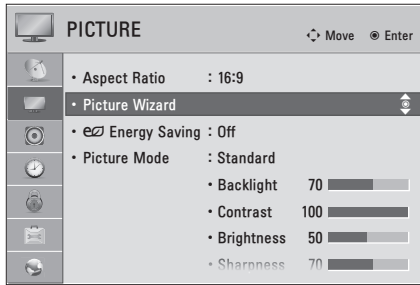 PICTURE Move Enter
• Aspect Ratio : 16:9
• Picture Wizard
• Energy Saving : Off
• Picture Mode : Standard
• Backlight 70
• Contrast 100
• Brightness 50
• Sharpness 70